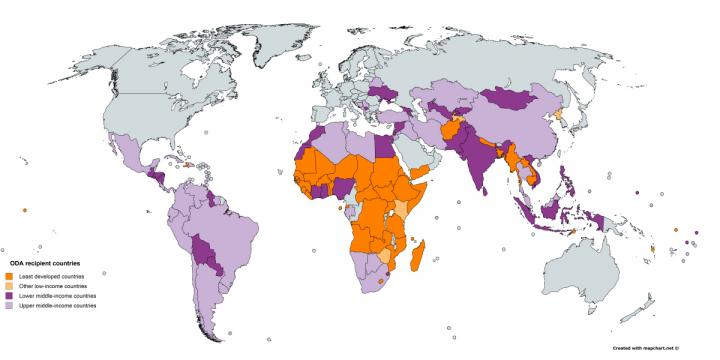 ODA recipient countries
Least developed countries
Other low-income countries
Lower middle-income countries
Upper middle-income countries
Created with mapchart.net ©